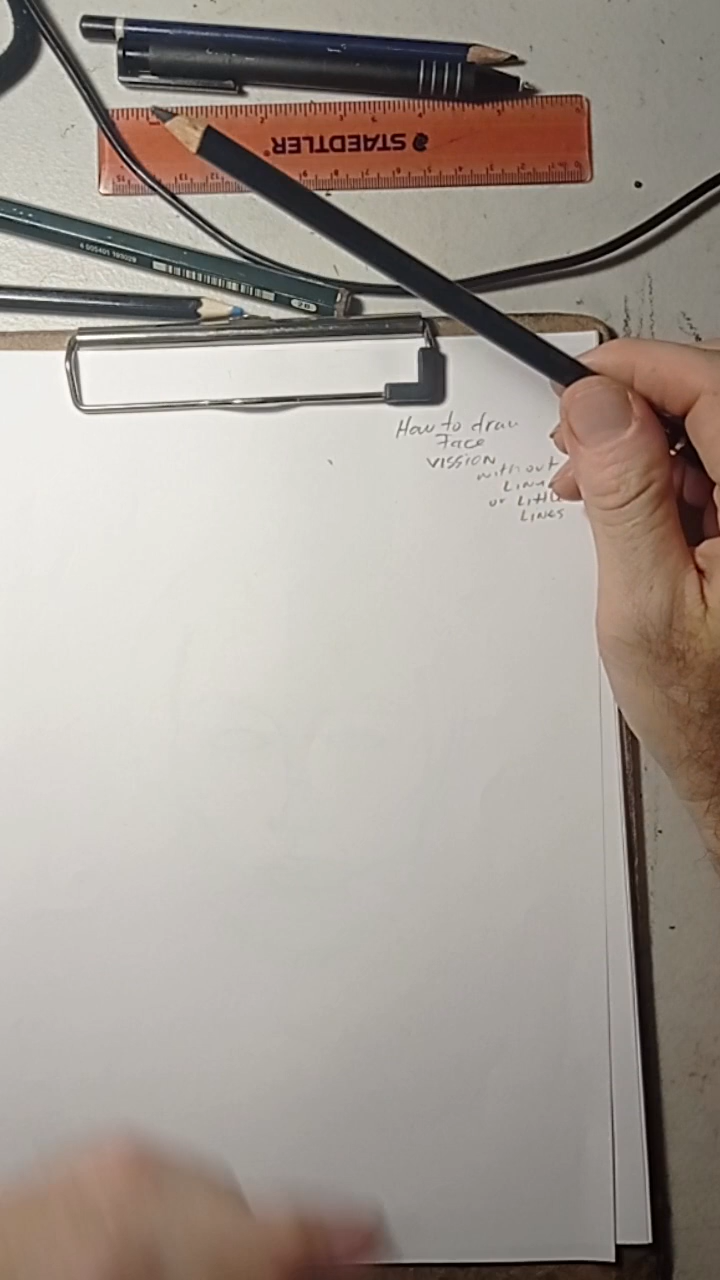 STAEDTLER
How to draw
Face
VISSION
without
or Little
LINES